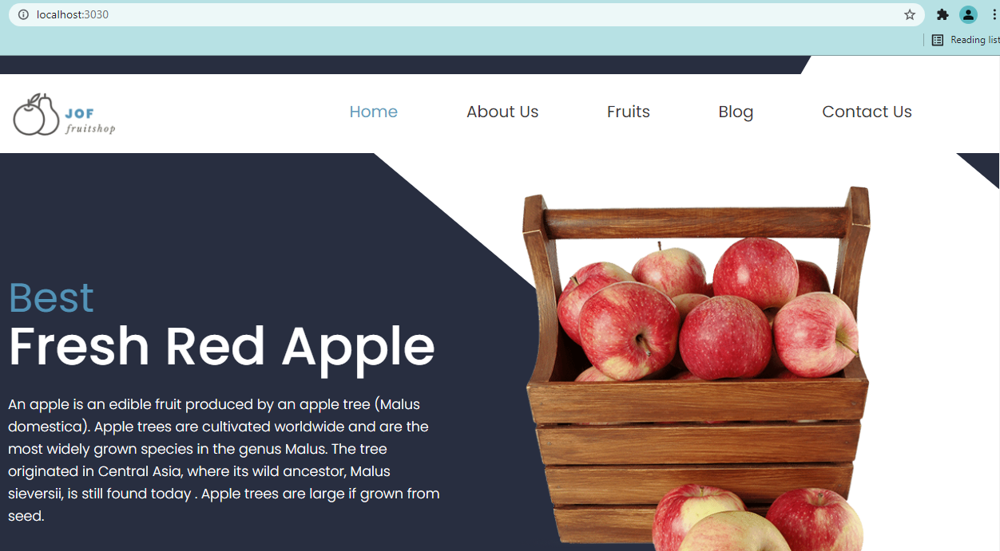 localhost:3030
Reading list
JOF
fruitshop
Home About Us Fruits Blog Contact Us
Best
Fresh Red Apple
An apple is an edible fruit produced by an apple tree (Malus
domestica). Apple trees are cultivated worldwide and are the
most widely grown species in the genus Malus. The tree
originated in Central Asia, where its wild ancestor, Malus
sieversii, is still found today . Apple trees are large if grown from
seed.